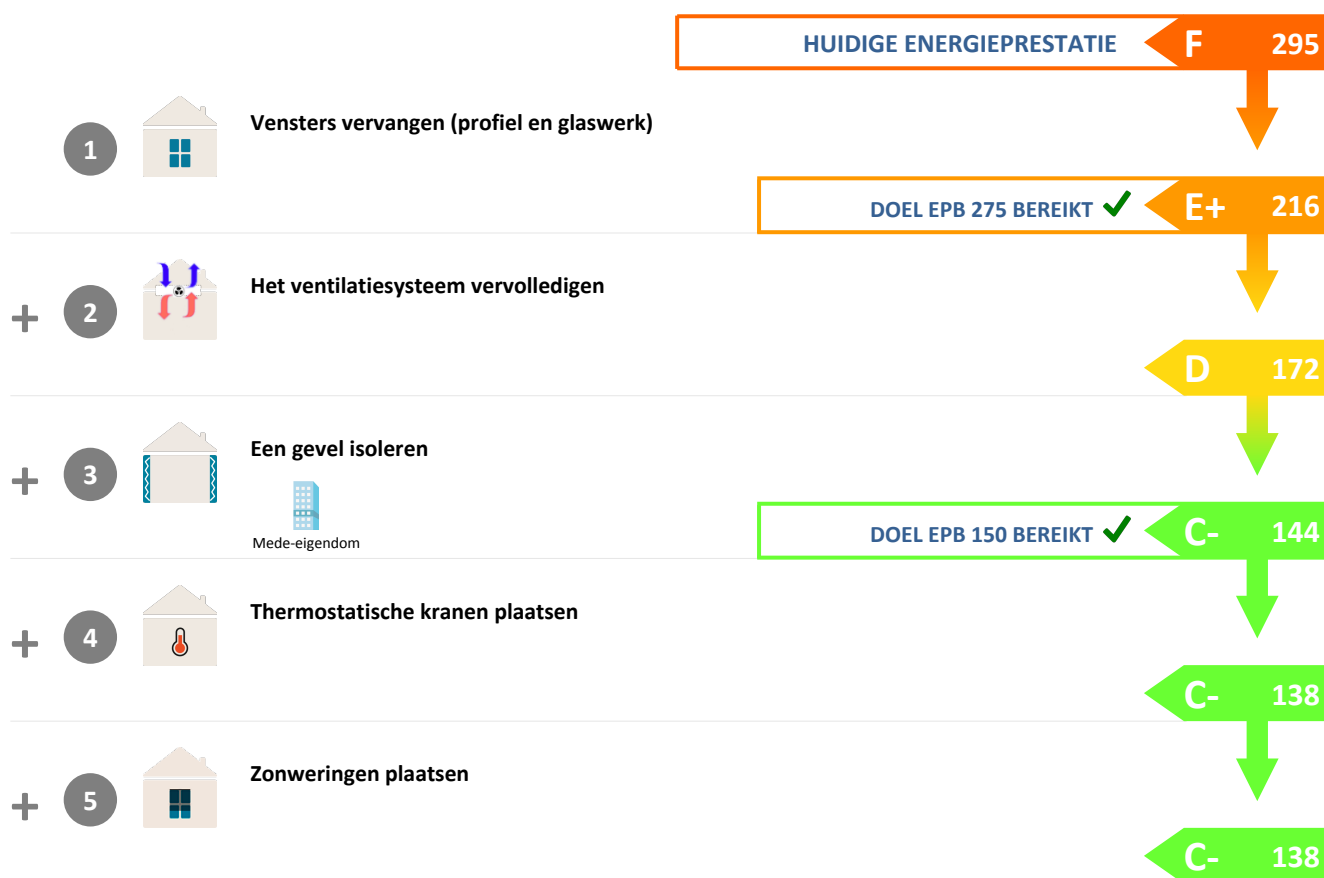 HUIDIGE ENERGIEPRESTATIE F 295
1 Vensters vervangen (profiel en glaswerk)
DOEL EPB 275 BEREIKT E+ 216
+ 2 Het ventilatiesysteem vervolledigen
D 172
+ 3 Een gevel isoleren
Mede-eigendom
DOEL EPB 150 BEREIKT C- 144
+ 4 Thermostatische kranen plaatsen
C- 138
+ 5 Zonweringen plaatsen
C- 138